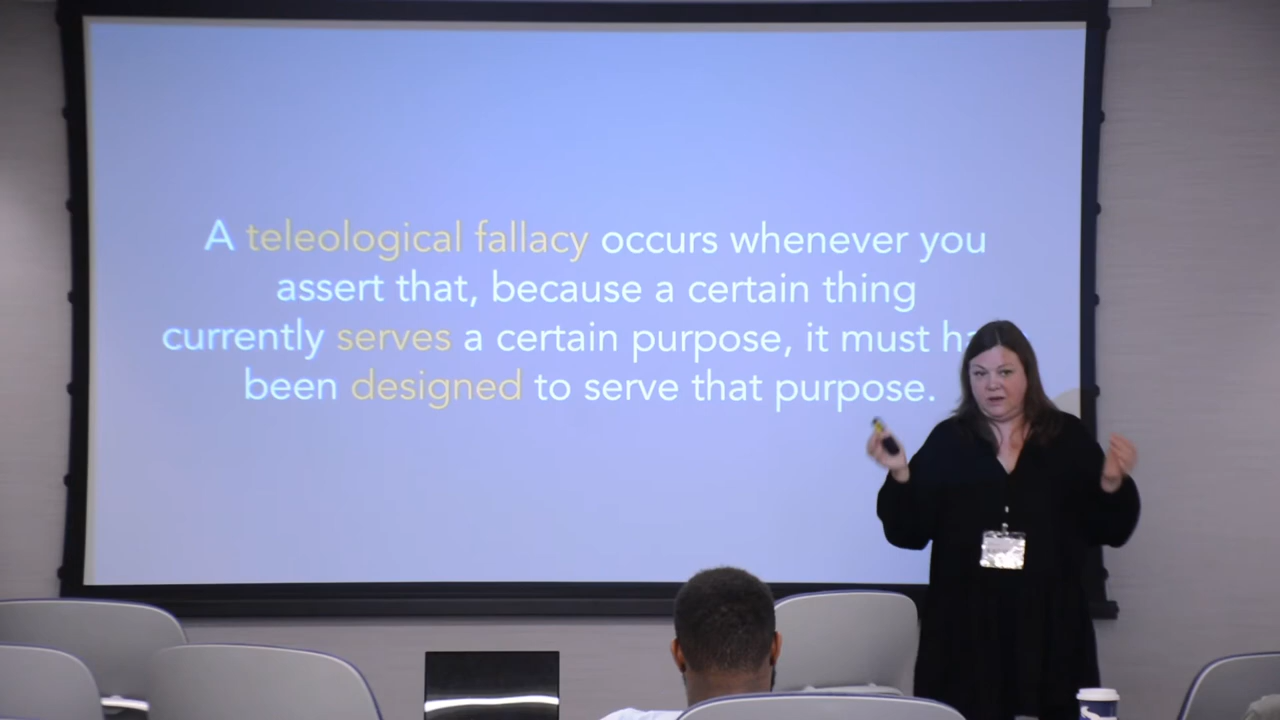 A teleological fallacy occurs whenever you
assert that, because a certain thing
currently serves a certain purpose, it must
been designed to serve that purpose.